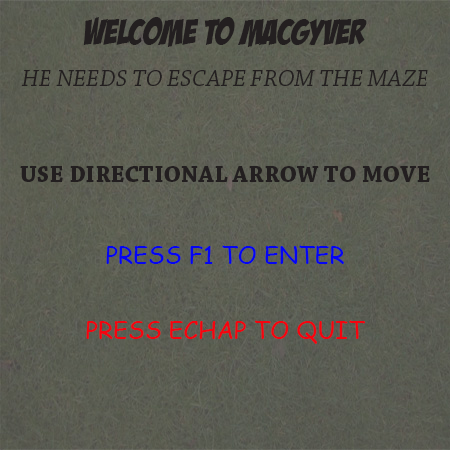 WELCOME TO MACGYVER
HE NEEDS TO ESCAPE FROM THE MAZE
USE DIRECTIONAL ARROW TO MOVE
PRESS F1 TO ENTER
PRESS ECHAP TO QUIT